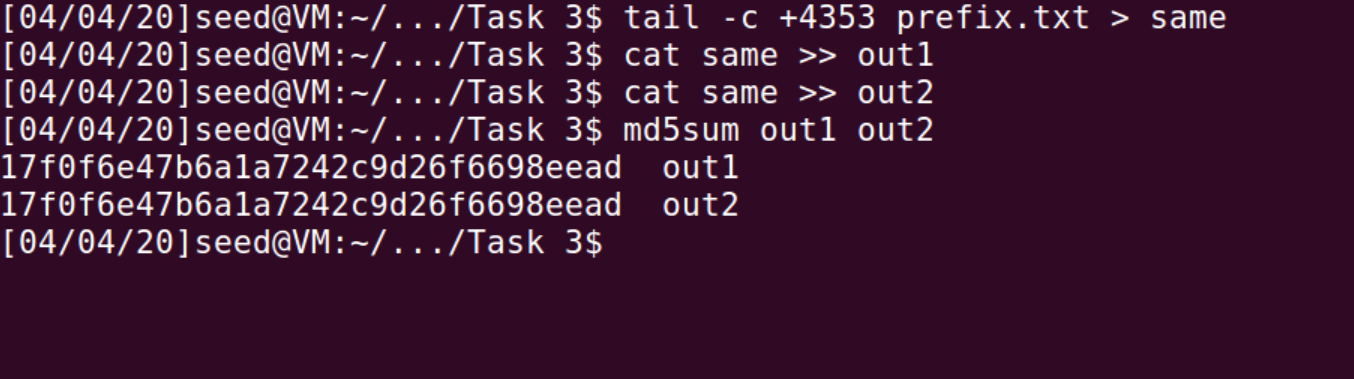 [04/04/20]seed@VM:~/.../Task 3$ tail -c +4353 prefix.txt > same
[04/04/20]seed@VM:~/.../Task 3$ cat same >> out1
[04/04/20]seed@VM:~/.../Task 3$ cat same >> out2
[04/04/20]seed@VM:~/.../Task 3$ md5sum out1 out2
17f0f6e47b6a1a7242c9d26f6698eead  out1
17f0f6e47b6a1a7242c9d26f6698eead  out2
[04/04/20]seed@VM:~/.../Task 3$